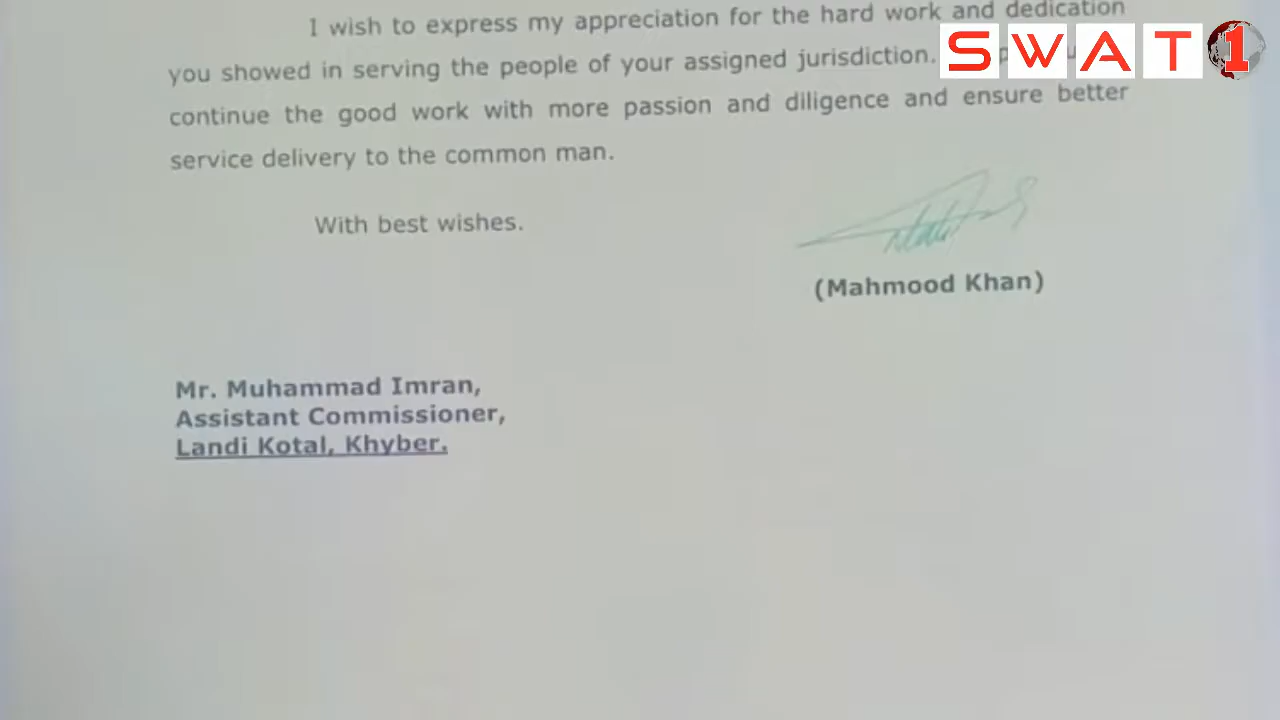 I wish to express my appreciation for the hard work and dedication
you showed in serving the people of your assigned jurisdiction.
continue the good work with more passion and diligence and ensure better
service delivery to the common man.
With best wishes.
(Mahmood Khan)
Mr. Muhammad Imran,
Assistant Commissioner,
Landi Kotal, Khyber.
SWAT1